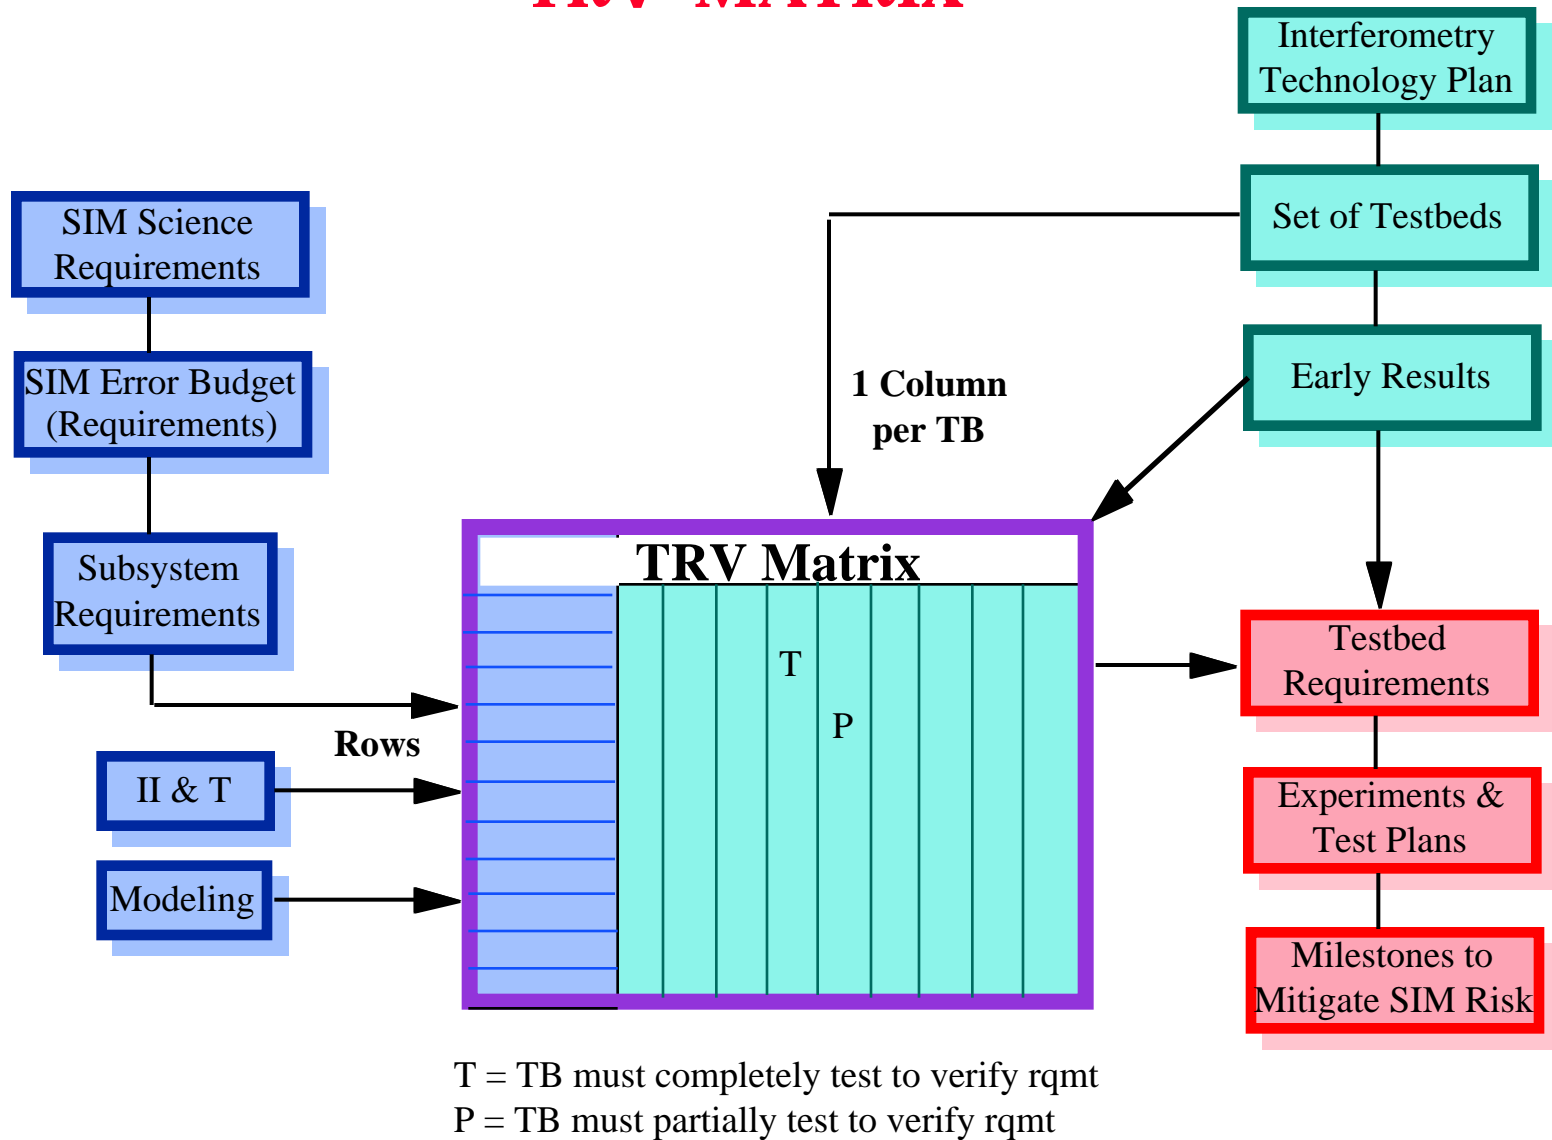 TRV MATRIX
Interferometry
Technology Plan
Set of Testbeds
Early Results
SIM Science
Requirements
SIM Error Budget
(Requirements)
Subsystem
Requirements
II & T
Modeling
Rows
1 Column
per TB
TRV Matrix
T
P
Testbed
Requirements
Experiments &
Test Plans
Milestones to
Mitigate SIM Risk
T = TB must completely test to verify rqmt
P = TB must partially test to verify rqmt